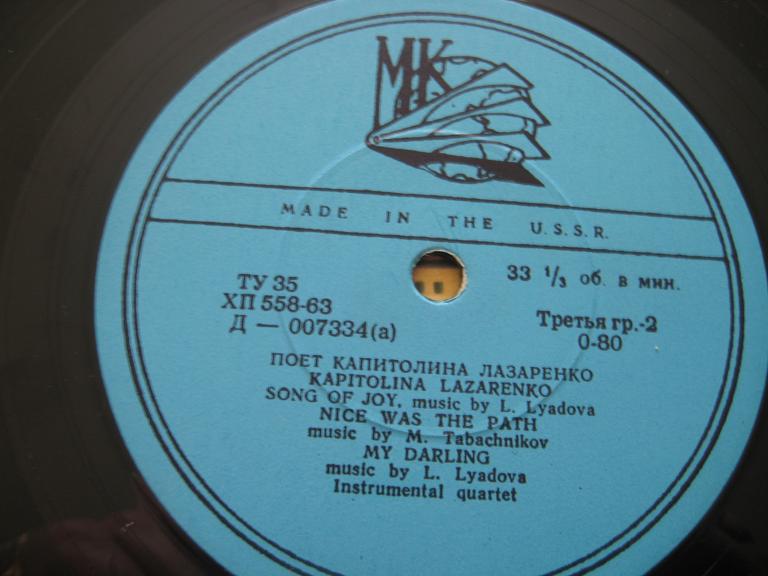 МК
MADE IN THE U.S.S.R.
ТУ 35
ХП 558-63
Д — 007334(а)
33 1/3 об. в мин.
Третья гр.-2
0-80
ПОЕТ КАПИТОЛИНА ЛАЗАРЕНКО
KAPITOLINA LAZARENKO
SONG OF JOY, music by L. Lyadova
NICE WAS THE PATH
music by M. Tabachnikov
MY DARLING
music by L. Lyadova
Instrumental quartet